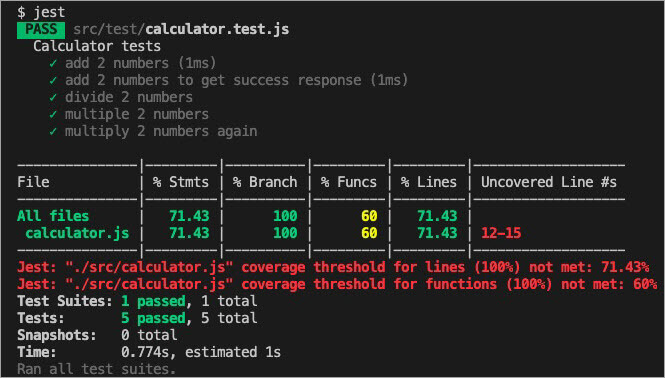 $ jest
PASS src/test/calculator.test.js
Calculator tests
✓ add 2 numbers (1ms)
✓ add 2 numbers to get success response (1ms)
✓ divide 2 numbers
✓ multiple 2 numbers
✓ multiply 2 numbers again
---------------|---------|----------|---------|---------|-------------------
File | % Stmts | % Branch | % Funcs | % Lines | Uncovered Line #s
---------------|---------|----------|---------|---------|-------------------
All files | 71.43 | 100 | 60 | 71.43 |
calculator.js | 71.43 | 100 | 60 | 71.43 | 12-15
---------------|---------|----------|---------|---------|-------------------
Jest: "./src/calculator.js" coverage threshold for lines (100%) not met: 71.43%
Jest: "./src/calculator.js" coverage threshold for functions (100%) not met: 60%
Test Suites: 1 passed, 1 total
Tests: 5 passed, 5 total
Snapshots: 0 total
Time: 0.774s, estimated 1s
Ran all test suites.